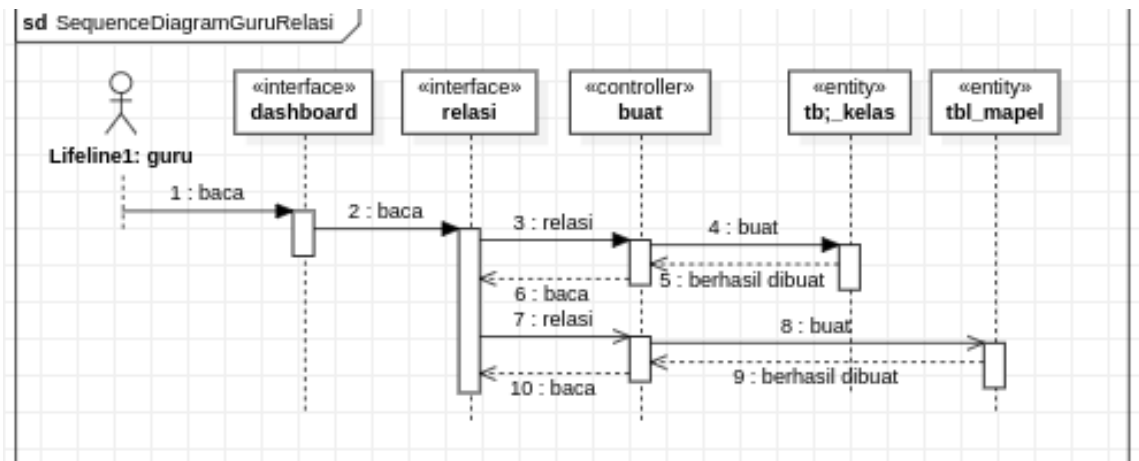 sd SequenceDiagramGuruRelasi
«interface»
dashboard
«interface»
relasi
«controller»
buat
«entity»
tb;_kelas
«entity»
tbl_mapel
Lifeline1: guru
1 : baca
2 : baca
3 : relasi
4 : buat
5 : berhasil dibuat
6 : baca
7 : relasi
8 : buat
9 : berhasil dibuat
10 : baca